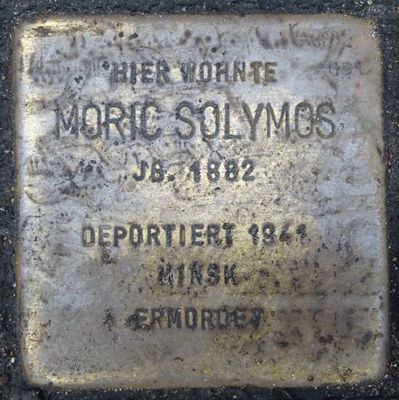 HIER WOHNTE
MORIC SOLYMOS
JG. 1882
DEPORTIERT 1941
MINSK
ERMORDET